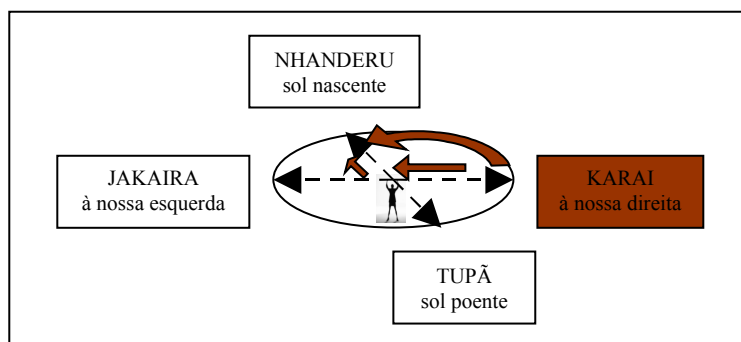 NHANDERU
sol nascente
JAKAIRA
à nossa esquerda
KARAI
à nossa direita
TUPÃ
sol poente